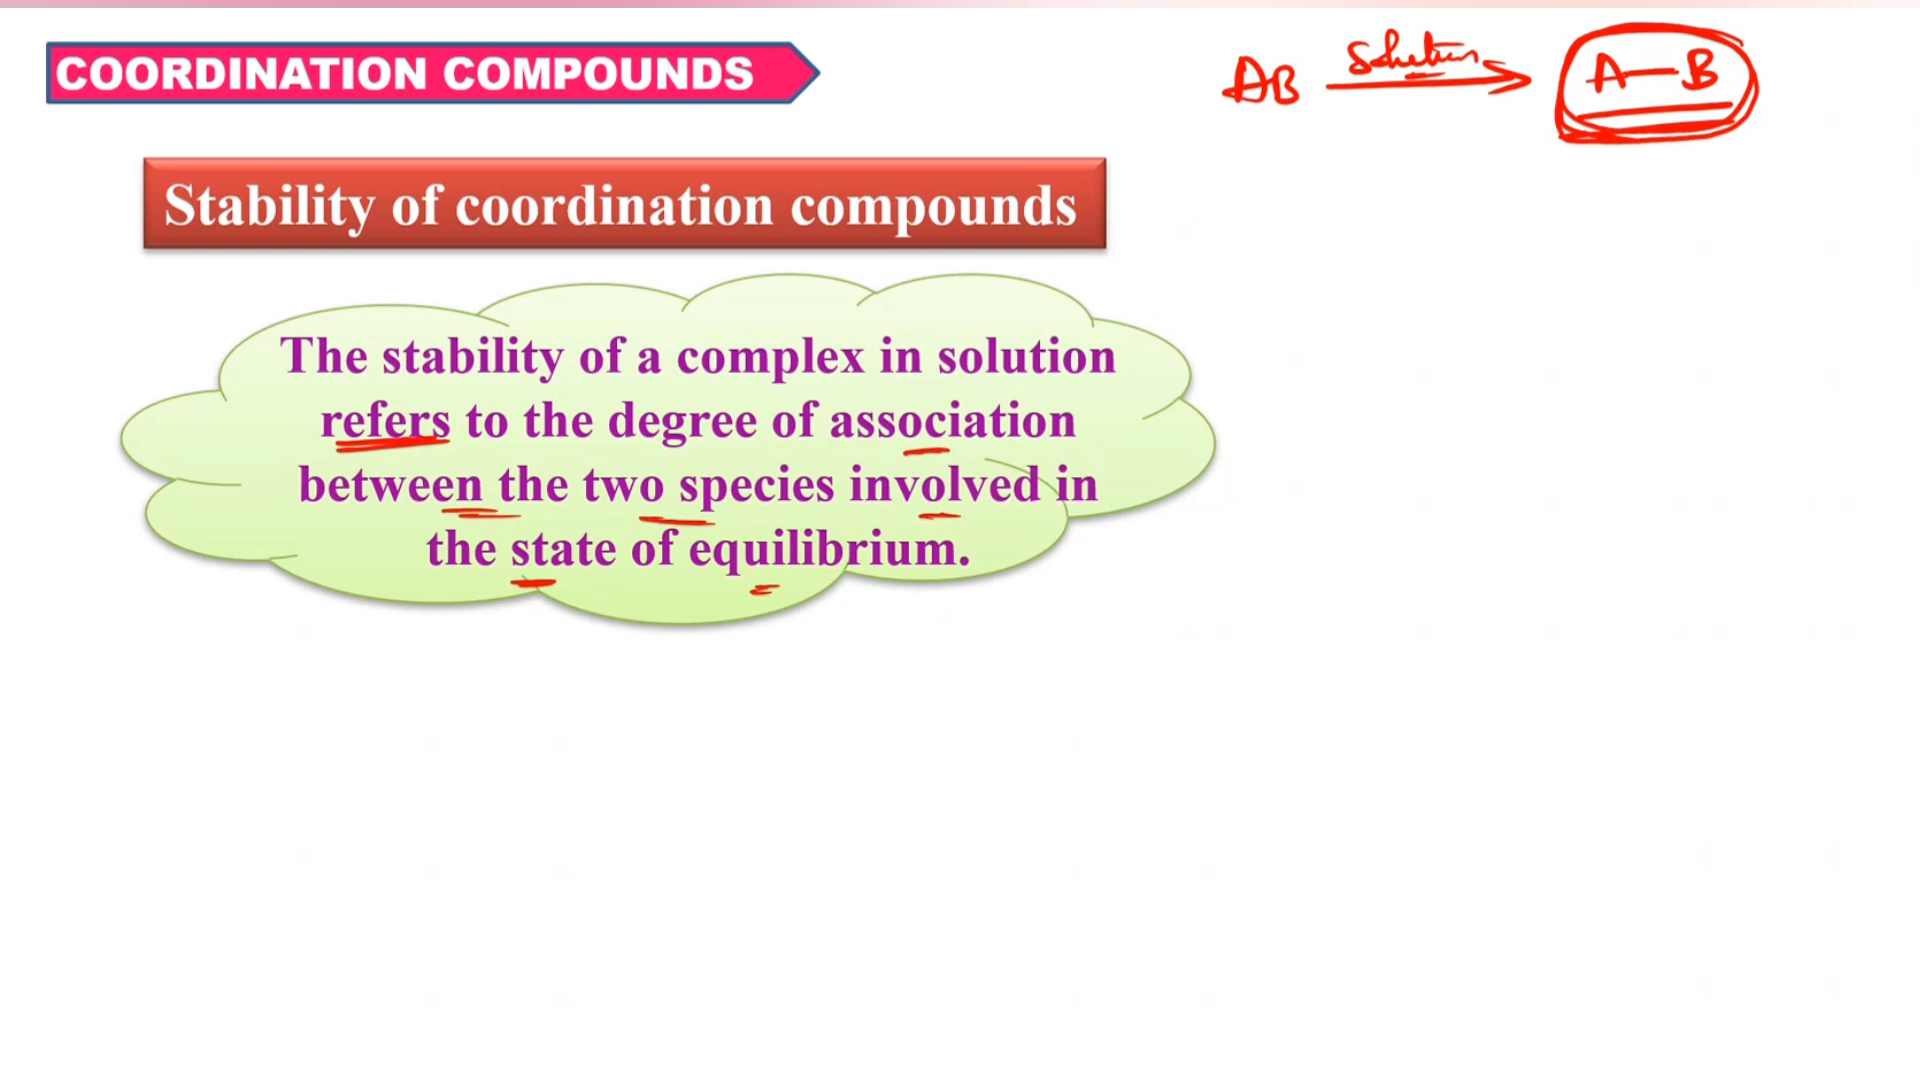 COORDINATION COMPOUNDS
AB Solution A—B
Stability of coordination compounds
The stability of a complex in solution
refers to the degree of association
between the two species involved in
the state of equilibrium.